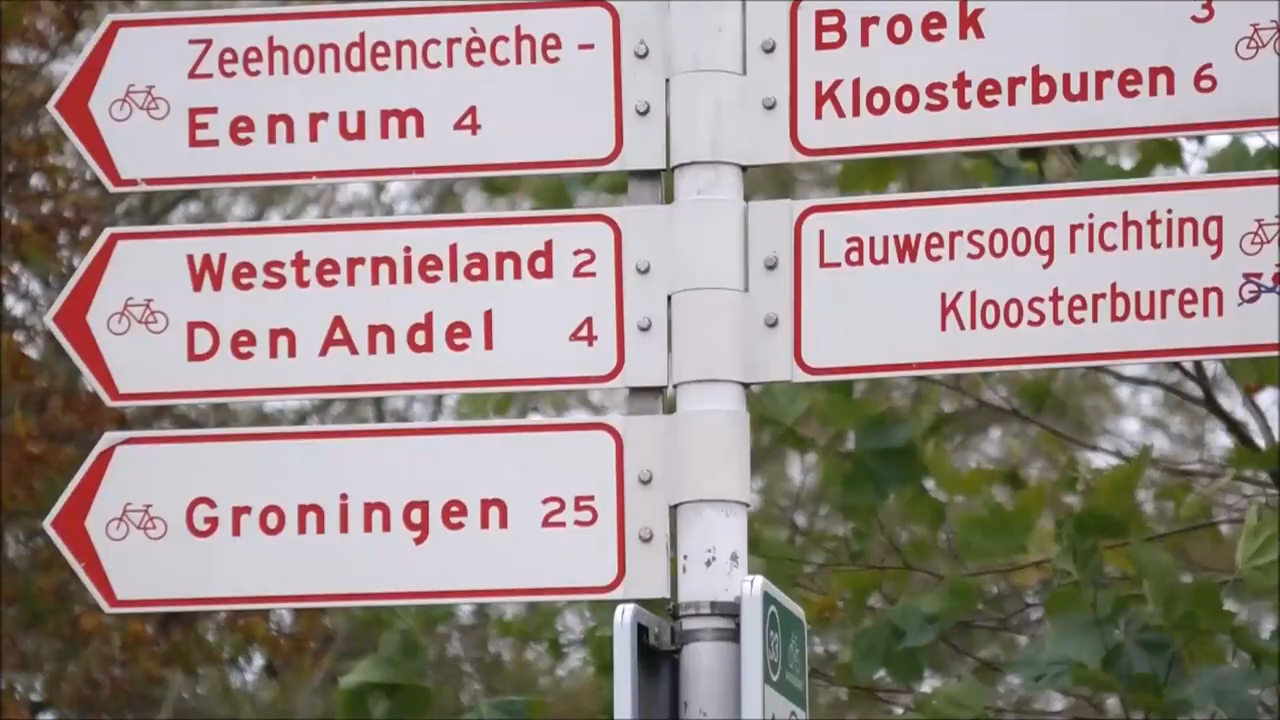 Zeehondencrèche -
Eenrum 4
Westernieland 2
Den Andel 4
Groningen 25
Broek 3
Kloosterburen 6
Lauwersoog richting
Kloosterburen
33